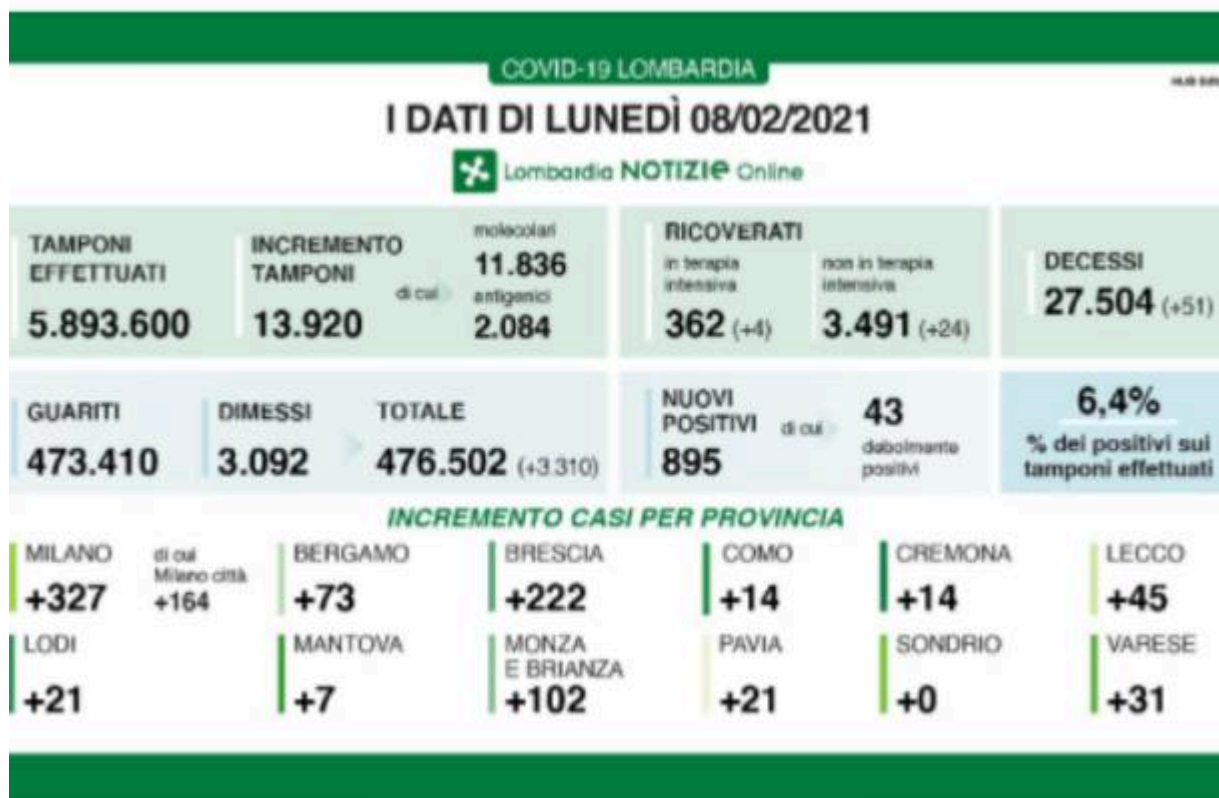 COVID-19 LOMBARDIA
I DATI DI LUNEDÌ 08/02/2021
Lombardia NOTIZIE Online
TAMPONI
EFFETTUATI
5.893.600
INCREMENTO
TAMPONI
13.920
di cui
molecolari
11.836
antigenici
2.084
RICOVERATI
in terapia
intensiva
362 (+4)
non in terapia
intensiva
3.491 (+24)
DECESSI
27.504 (+51)
GUARITI
473.410
DIMESSI
3.092
TOTALE
476.502 (+3.310)
NUOVI
POSITIVI
895
di cui
43
debolmente
positivi
6,4%
% dei positivi sui
tamponi effettuati
INCREMENTO CASI PER PROVINCIA
MILANO
+327
di cui
Milano città
+164
BERGAMO
+73
BRESCIA
+222
COMO
+14
CREMONA
+14
LECCO
+45
LODI
+21
MANTOVA
+7
MONZA
E BRIANZA
+102
PAVIA
+21
SONDRIO
+0
VARESE
+31